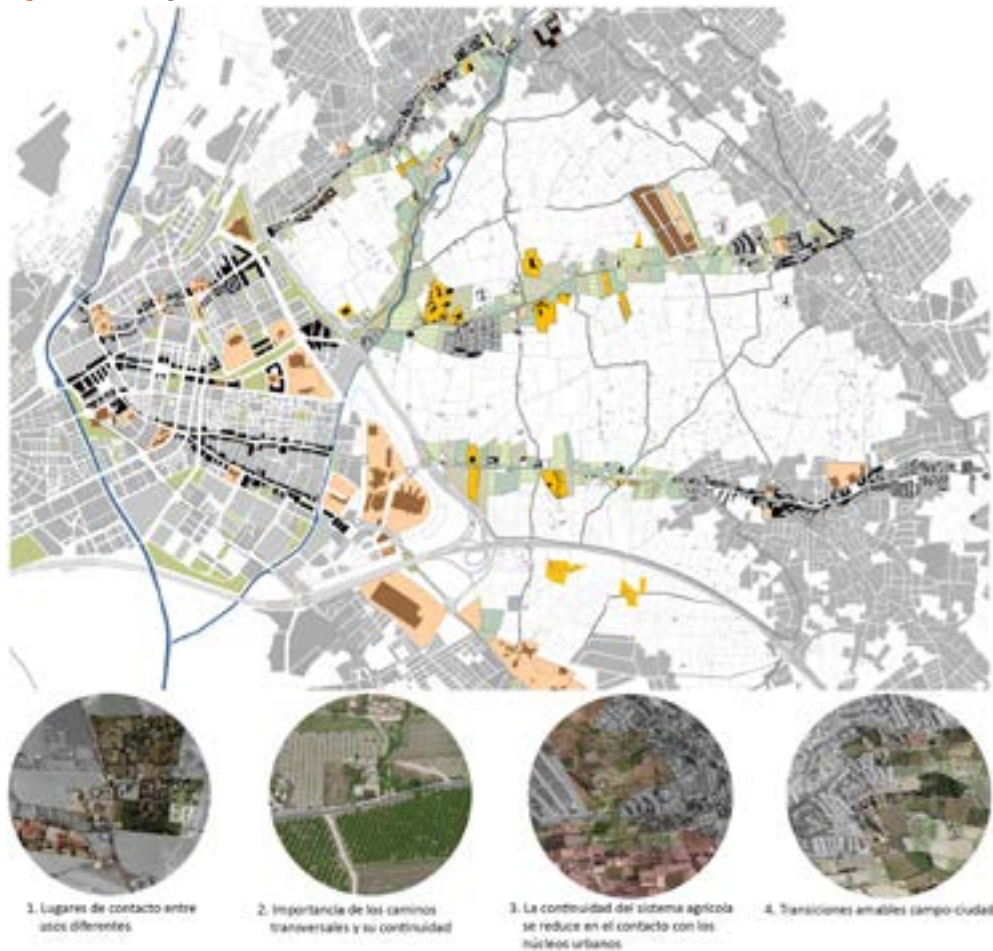 1. Lugares de contacto entre
usos diferentes
2. Importancia de los caminos
transversales y su continuidad
3. La continuidad del sistema agrícola
se reduce en el contacto con los
núcleos urbanos
4. Transiciones amables campo-ciudad